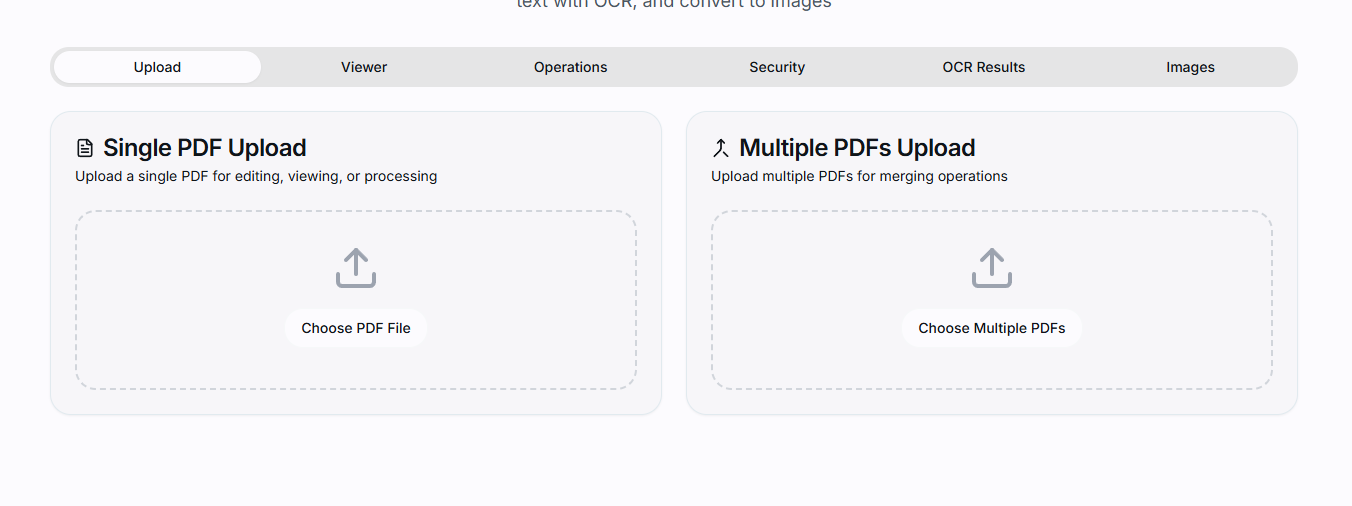 text with OCR, and convert to images
Upload
Viewer
Operations
Security
OCR Results
Images
Single PDF Upload
Upload a single PDF for editing, viewing, or processing
Choose PDF File
Multiple PDFs Upload
Upload multiple PDFs for merging operations
Choose Multiple PDFs